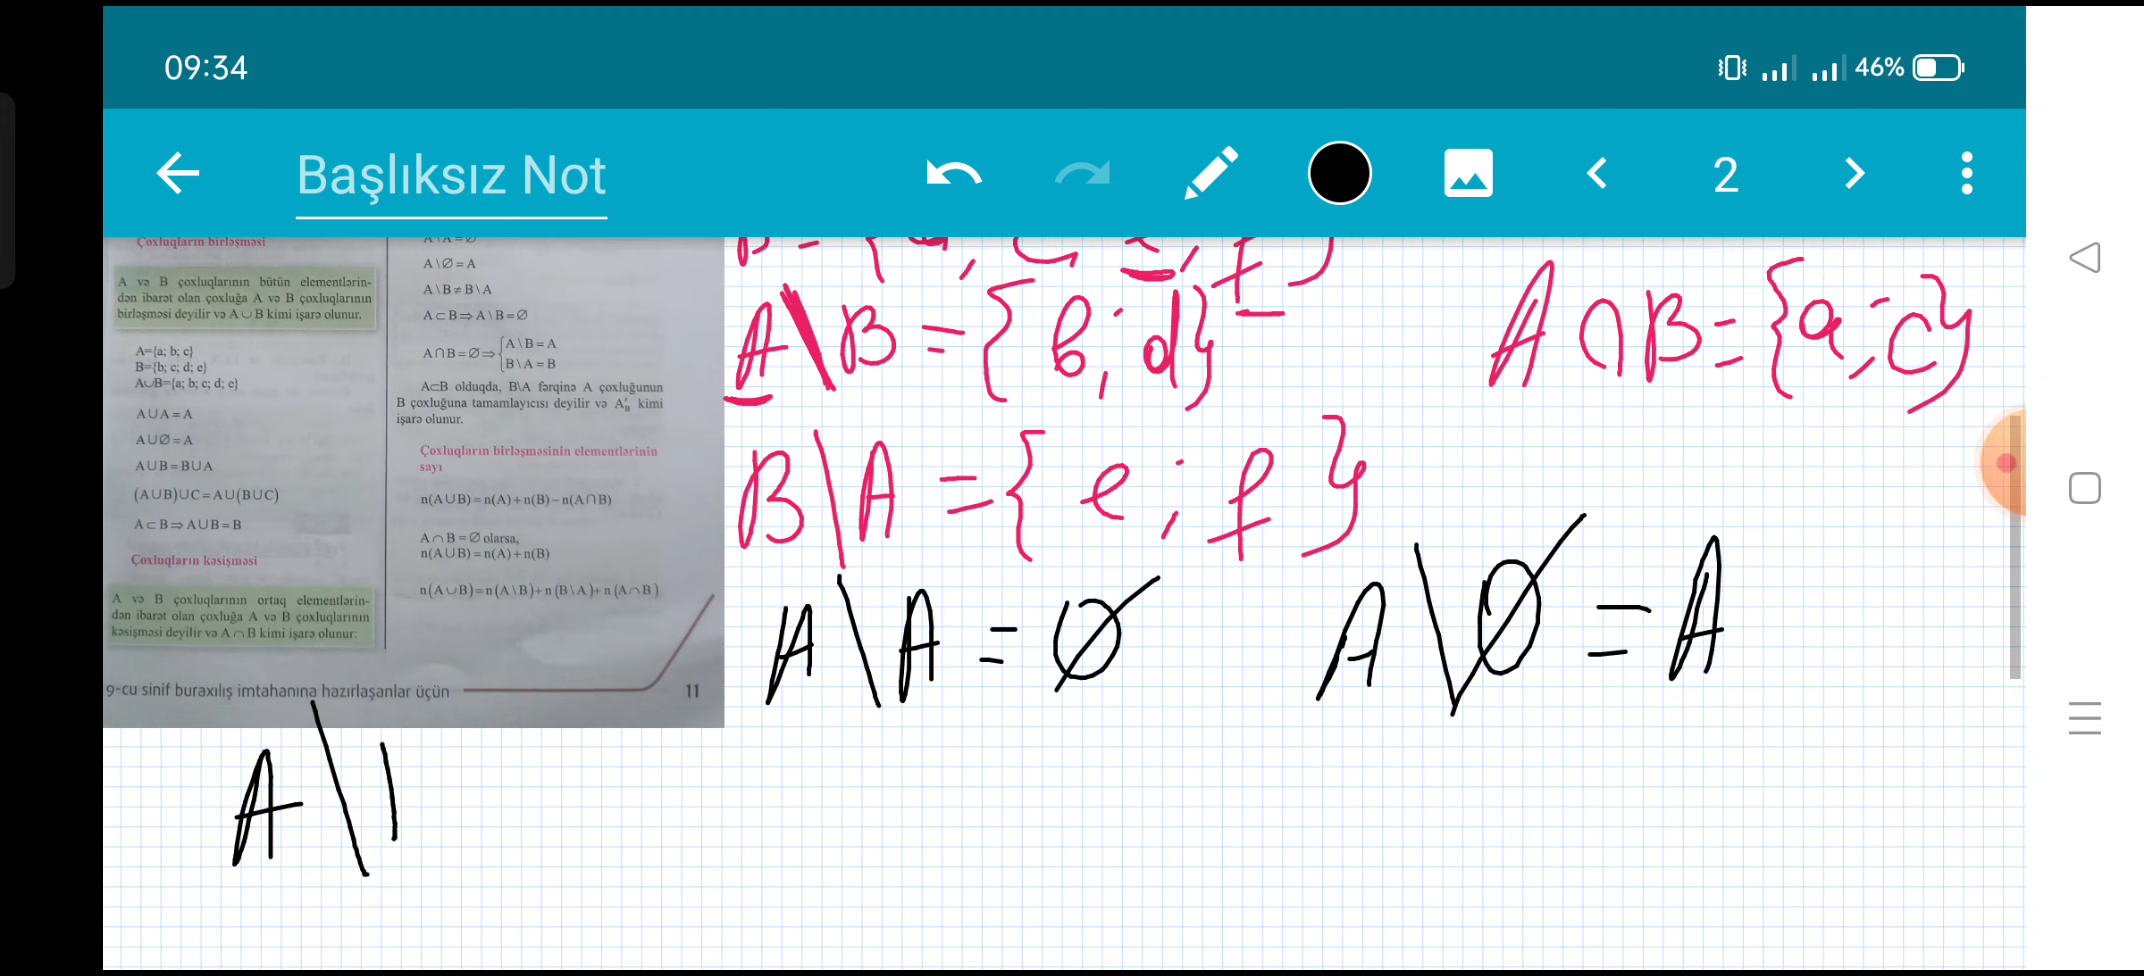 09:34
46%
Başlıksız Not
2
Çoxluqların birləşməsi
A və B çoxluqlarının bütün elementlərin-
dən ibarət olan çoxluğa A və B çoxluqlarının
birləşməsi deyilir və A∪B kimi işarə olunur.
A={a; b; c}
B={b; c; d; e}
A∪B={a; b; c; d; e}
A∪A=A
A∪Ø=A
A∪B=B∪A
(A∪B)∪C=A∪(B∪C)
A⊂B⇒A∪B=B
Çoxluqların kəsişməsi
A və B çoxluqlarının ortaq elementlərin-
dən ibarət olan çoxluğa A və B çoxluqlarının
kəsişməsi deyilir və A∩B kimi işarə olunur:
A\A=Ø
A\Ø=A
A\B≠B\A
A⊂B⇒A\B=Ø
A∩B=Ø⇒{A\B=A
B\A=B
A⊂B olduqda, B\A fərqinə A çoxluğunun
B çoxluğuna tamamlayıcısı deyilir və A′B kimi
işarə olunur.
Çoxluqların birləşməsinin elementlərinin
sayı
n(A∪B)=n(A)+n(B)−n(A∩B)
A∩B=Ø olarsa,
n(A∪B)=n(A)+n(B)
n(A∪B)=n(A\B)+n(B\A)+n(A∩B)
9-cu sinif buraxılış imtahanına hazırlaşanlar üçün
11
A\B={b; d}
A∩B={a; c}
B\A={e; f}
A\A=Ø
A\Ø=A
A\